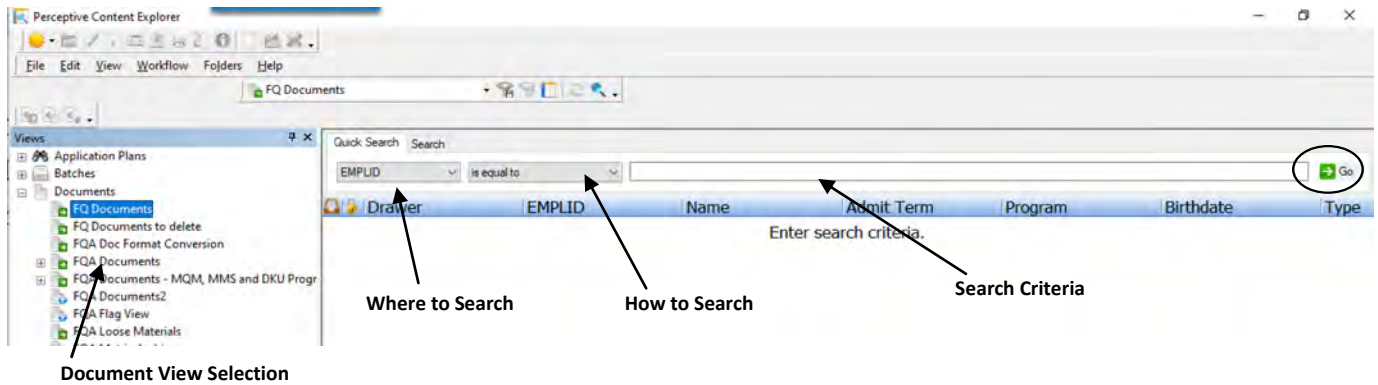 Perceptive Content Explorer
File Edit View Workflow Folders Help
FQ Documents
Views
Quick Search Search
Application Plans
EMPLID is equal to Go
Batches
Documents
FQ Documents
Drawer EMPLID Name Admit Term Program Birthdate Type
FQ Documents to delete
Enter search criteria.
FQA Doc Format Conversion
FQA Documents
FQA Documents - MQM, MMS and DKU Progr
FQA Documents2
FQA Flag View
FQA Loose Materials
Where to Search
How to Search
Search Criteria
Document View Selection